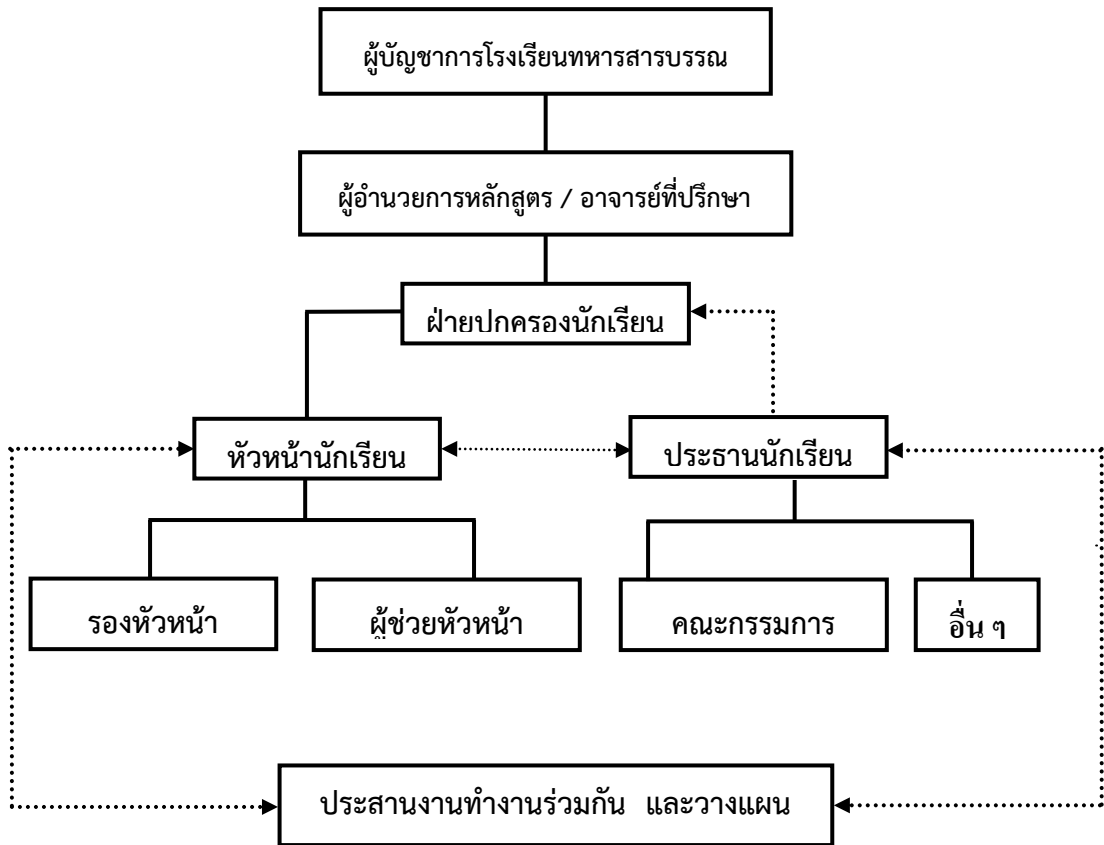 ผู้บัญชาการโรงเรียนทหารสารบรรณ
ผู้อำนวยการหลักสูตร / อาจารย์ที่ปรึกษา
ฝ่ายปกครองนักเรียน
หัวหน้านักเรียน
ประธานนักเรียน
รองหัวหน้า
ผู้ช่วยหัวหน้า
คณะกรรมการ
อื่น ๆ
ประสานงานทำงานร่วมกัน และวางแผน